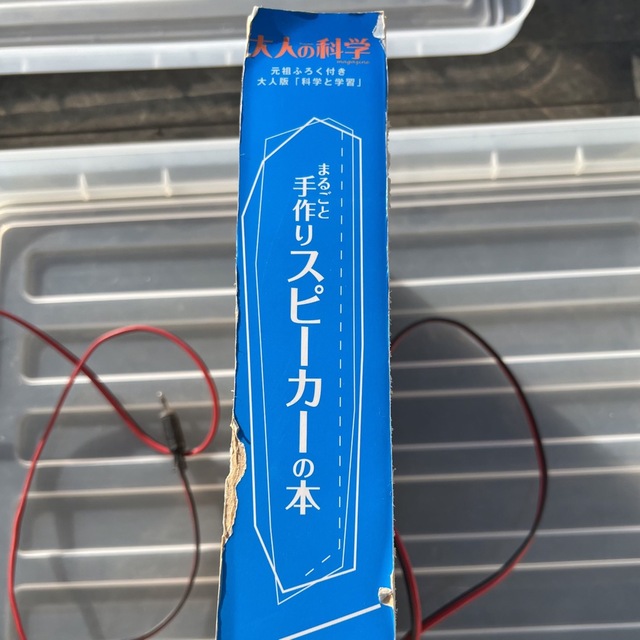 大人の科学
magazine
元祖ふろく付き
大人版「科学と学習」
まるごと
手作りスピーカーの本